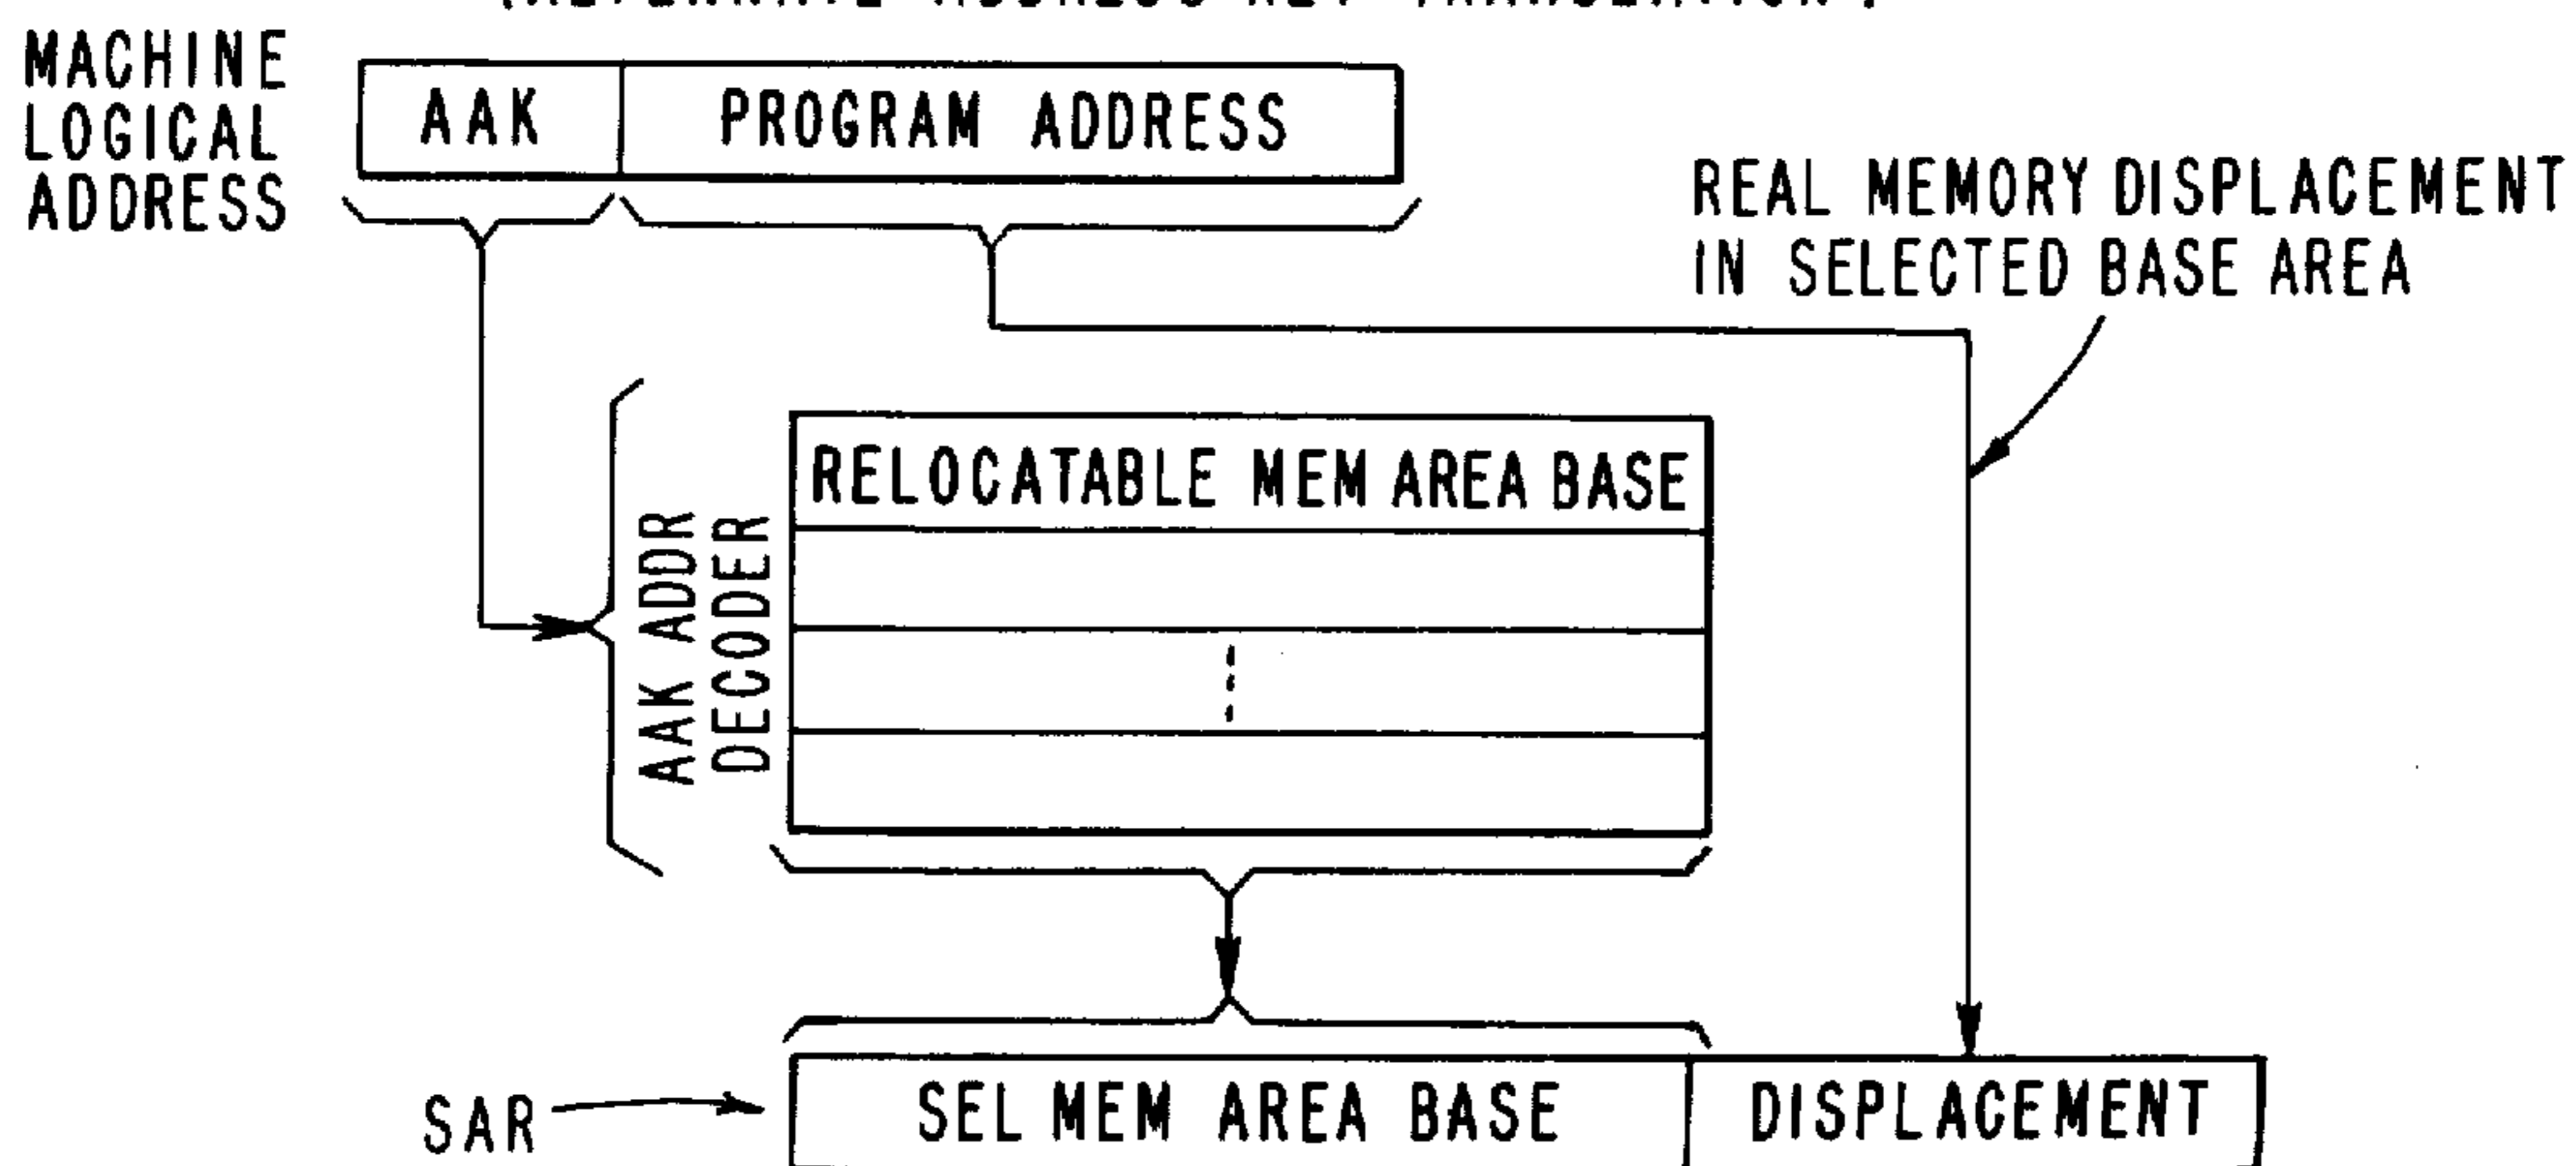 MACHINE
LOGICAL
ADDRESS
AAK
PROGRAM ADDRESS
REAL MEMORY DISPLACEMENT
IN SELECTED BASE AREA
RELOCATABLE MEM AREA BASE
AAK ADDR
DECODER
SAR
SEL MEM AREA BASE
DISPLACEMENT